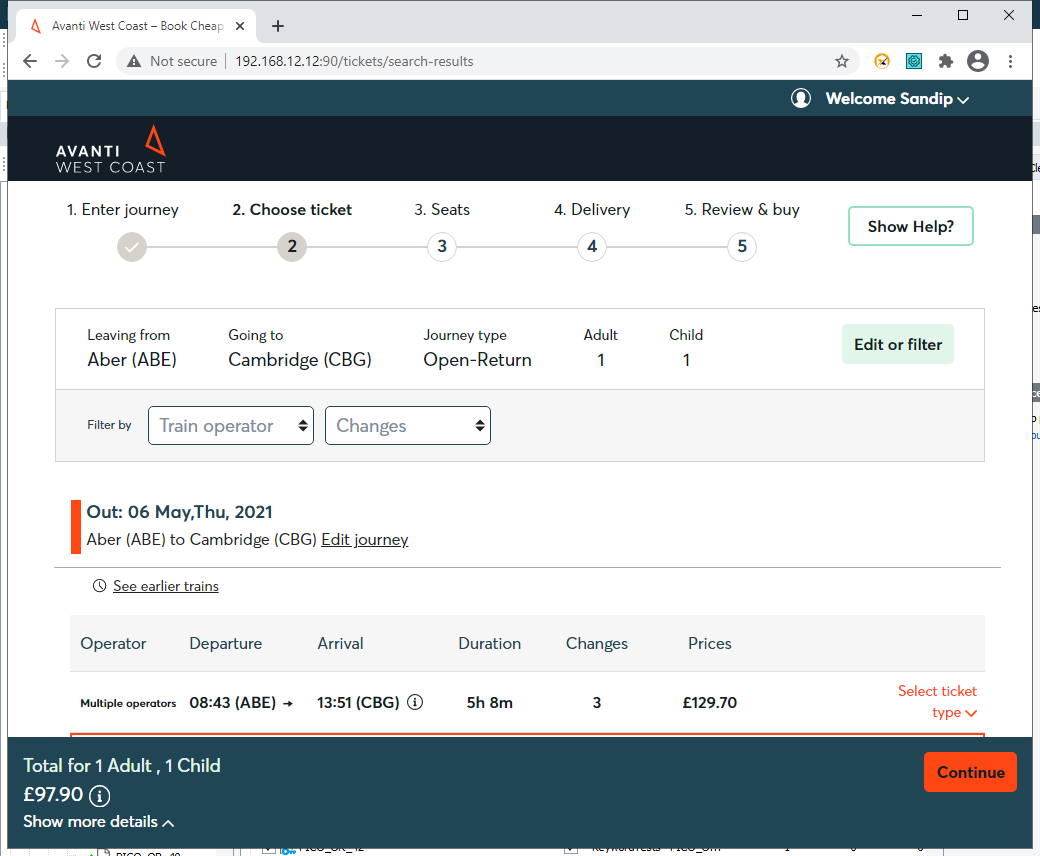 Avanti West Coast – Book Cheap
Not secure 192.168.12.12:90/tickets/search-results
Welcome Sandip
AVANTI
WEST COAST
1. Enter journey 2. Choose ticket 3. Seats 4. Delivery 5. Review & buy
Show Help?
2 3 4 5
Leaving from Going to Journey type Adult Child
Aber (ABE) Cambridge (CBG) Open-Return 1 1
Edit or filter
Filter by Train operator Changes
Out: 06 May,Thu, 2021
Aber (ABE) to Cambridge (CBG) Edit journey
See earlier trains
Operator Departure Arrival Duration Changes Prices
Multiple operators 08:43 (ABE) → 13:51 (CBG) 5h 8m 3 £129.70
Select ticket
type
Total for 1 Adult , 1 Child
£97.90
Show more details
Continue